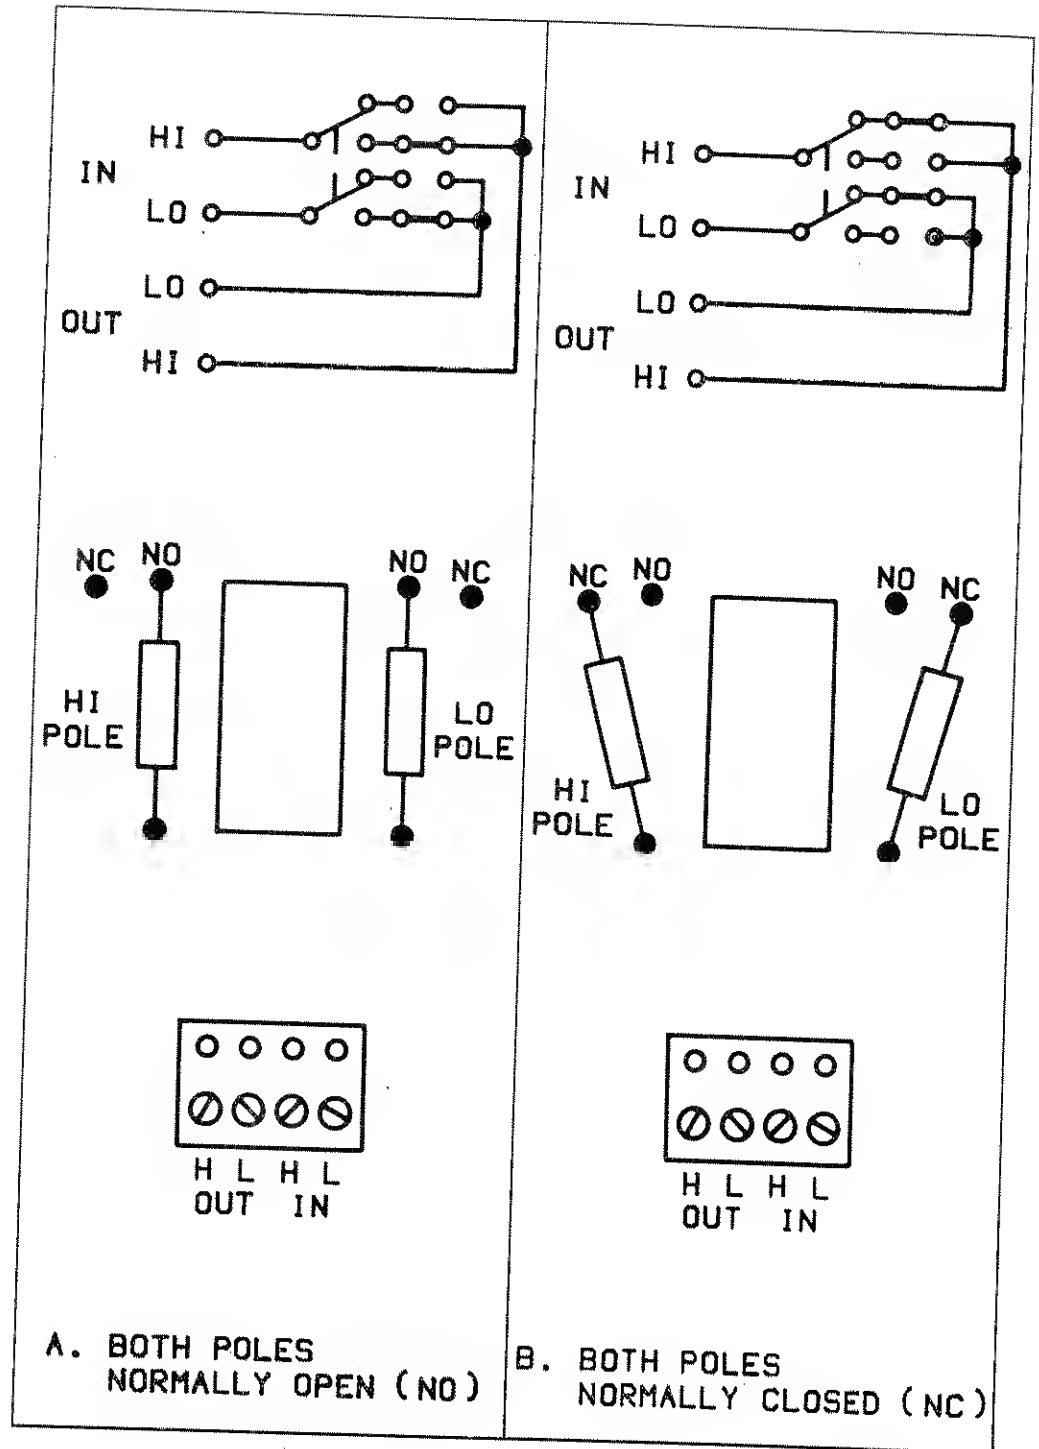 HI
IN
LO
LO
OUT
HI
NC NO NO NC
HI
POLE
LO
POLE
H L H L
OUT IN
A. BOTH POLES
NORMALLY OPEN (NO)
HI
IN
LO
LO
OUT
HI
NC NO NO NC
HI
POLE
LO
POLE
H L H L
OUT IN
B. BOTH POLES
NORMALLY CLOSED (NC)